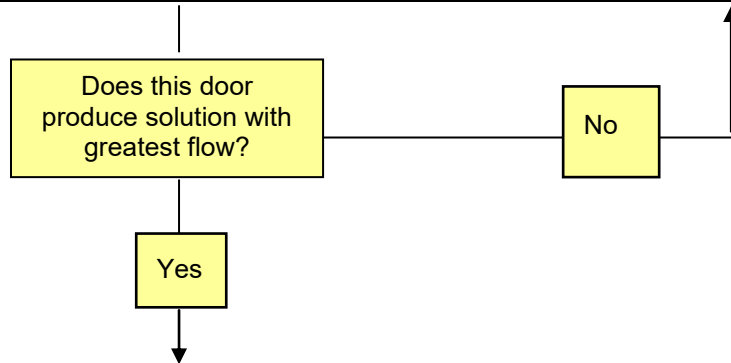 Does this door
produce solution with
greatest flow?
No
Yes